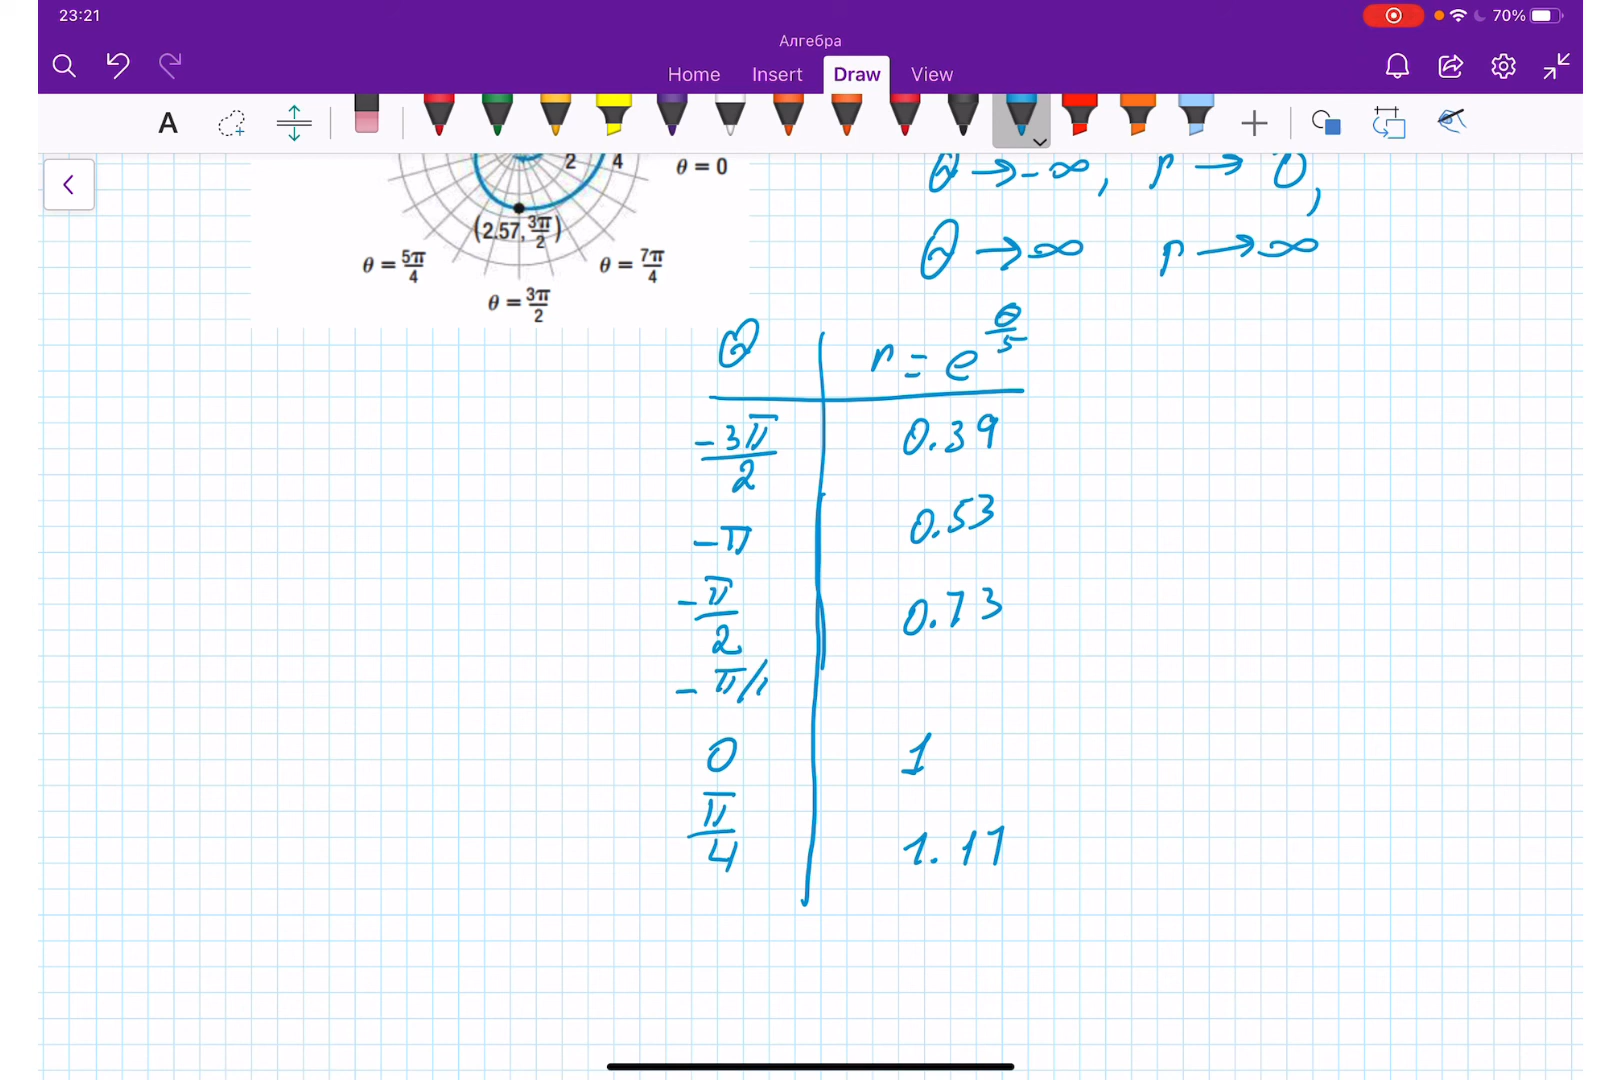 23:21
70%
Алгебра
Home Insert Draw View
A
2 4 θ = 0
(2.57, 3π/2)
θ = 5π/4
θ = 7π/4
θ = 3π/2
θ → -∞, r → 0,
θ → ∞ r → ∞
θ r = e^(θ/5)
-3π/2 0.39
-π 0.53
-π/2 0.73
-π/
0 1
π/4 1.17